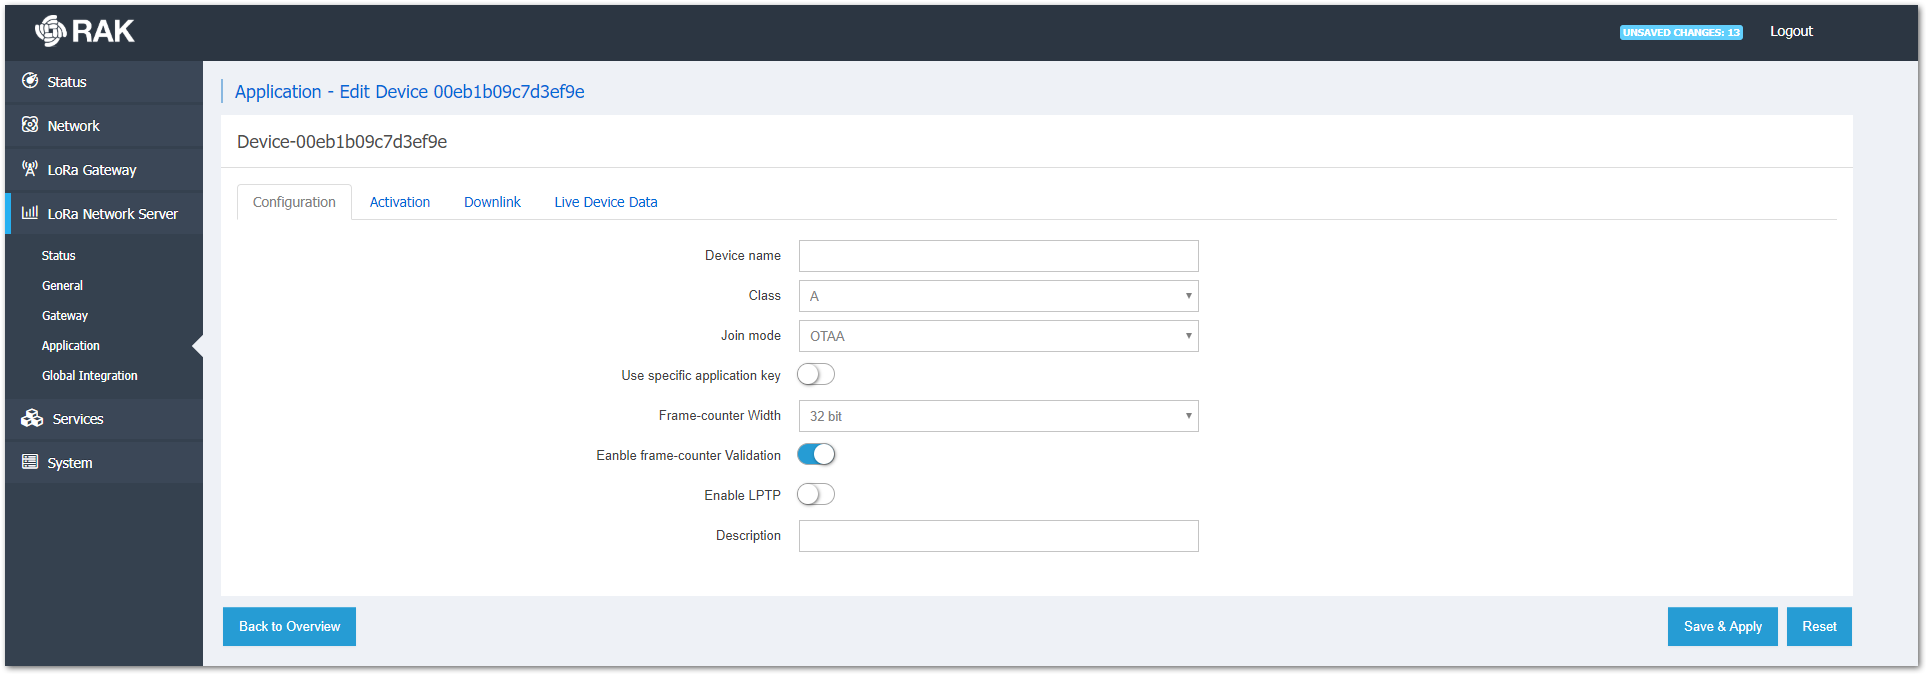 RAK
UNSAVED CHANGES: 13
Logout
Status
Network
LoRa Gateway
LoRa Network Server
Status
General
Gateway
Application
Global Integration
Services
System
Application - Edit Device 00eb1b09c7d3ef9e
Device-00eb1b09c7d3ef9e
Configuration Activation Downlink Live Device Data
Device name
Class A
Join mode OTAA
Use specific application key
Frame-counter Width 32 bit
Eanble frame-counter Validation
Enable LPTP
Description
Back to Overview
Save & Apply
Reset